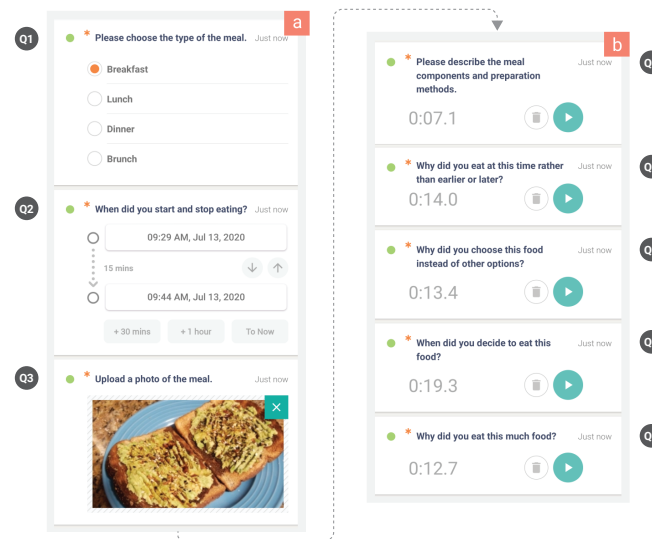 a
Q1
* Please choose the type of the meal. Just now
Breakfast
Lunch
Dinner
Brunch
Q2
* When did you start and stop eating? Just now
09:29 AM, Jul 13, 2020
15 mins
09:44 AM, Jul 13, 2020
+ 30 mins + 1 hour To Now
Q3
* Upload a photo of the meal. Just now
b
* Please describe the meal Just now
components and preparation
methods.
0:07.1
* Why did you eat at this time rather Just now
than earlier or later?
0:14.0
* Why did you choose this food Just now
instead of other options?
0:13.4
* When did you decide to eat this Just now
food?
0:19.3
* Why did you eat this much food? Just now
0:12.7